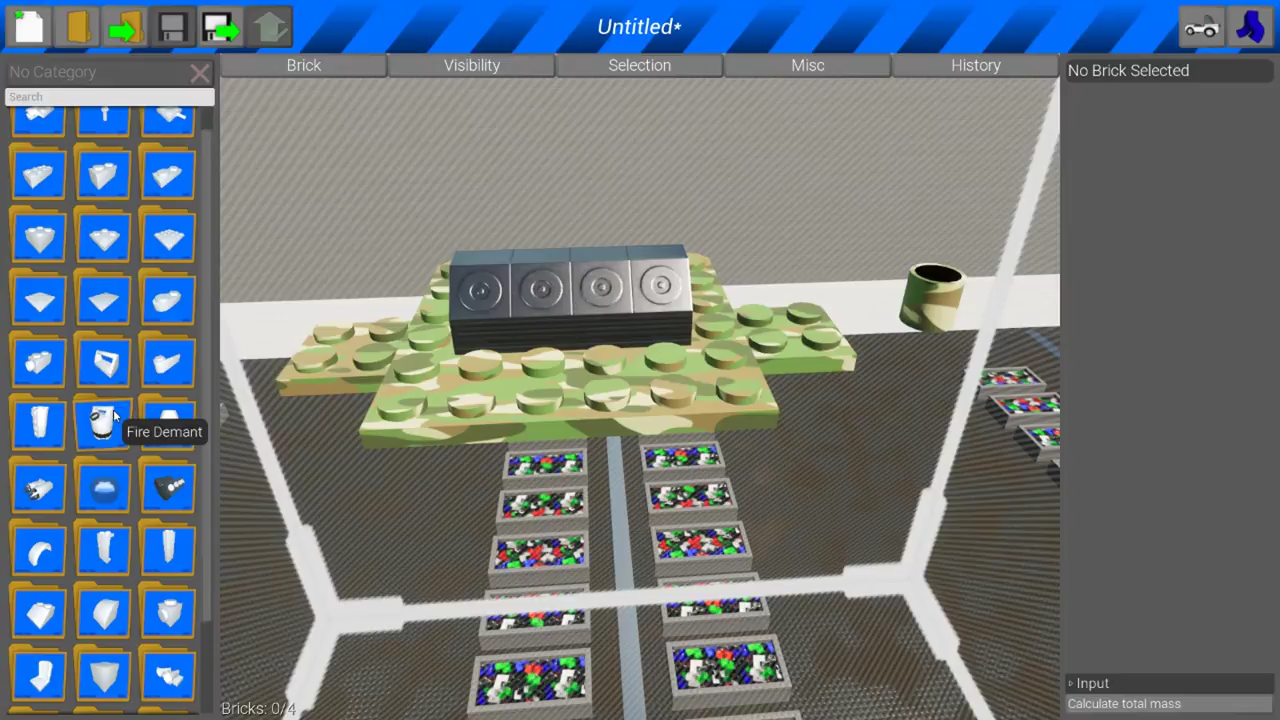 Untitled*
No Category
Search
Brick
Visibility
Selection
Misc
History
No Brick Selected
Fire Demant
Input
Calculate total mass
Bricks: 0/4